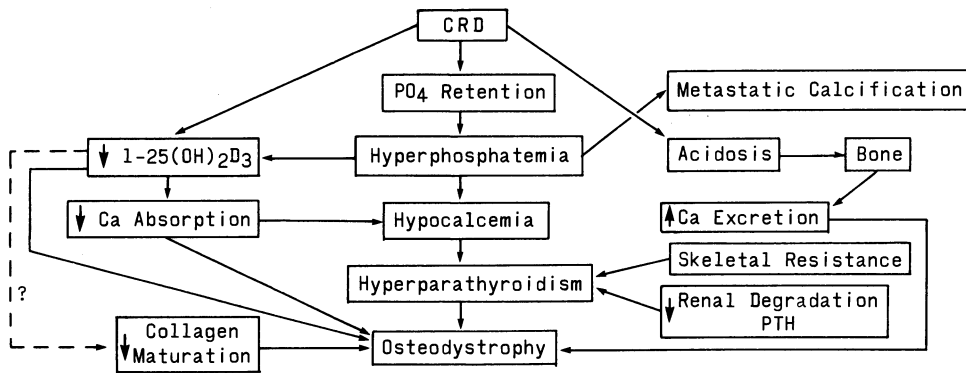 CRD
PO4 Retention
Metastatic Calcification
↓ 1-25(OH)2D3
Hyperphosphatemia
Acidosis
Bone
↓ Ca Absorption
Hypocalcemia
↑ Ca Excretion
Skeletal Resistance
Hyperparathyroidism
?
↓ Renal Degradation
PTH
↓ Collagen
Maturation
Osteodystrophy